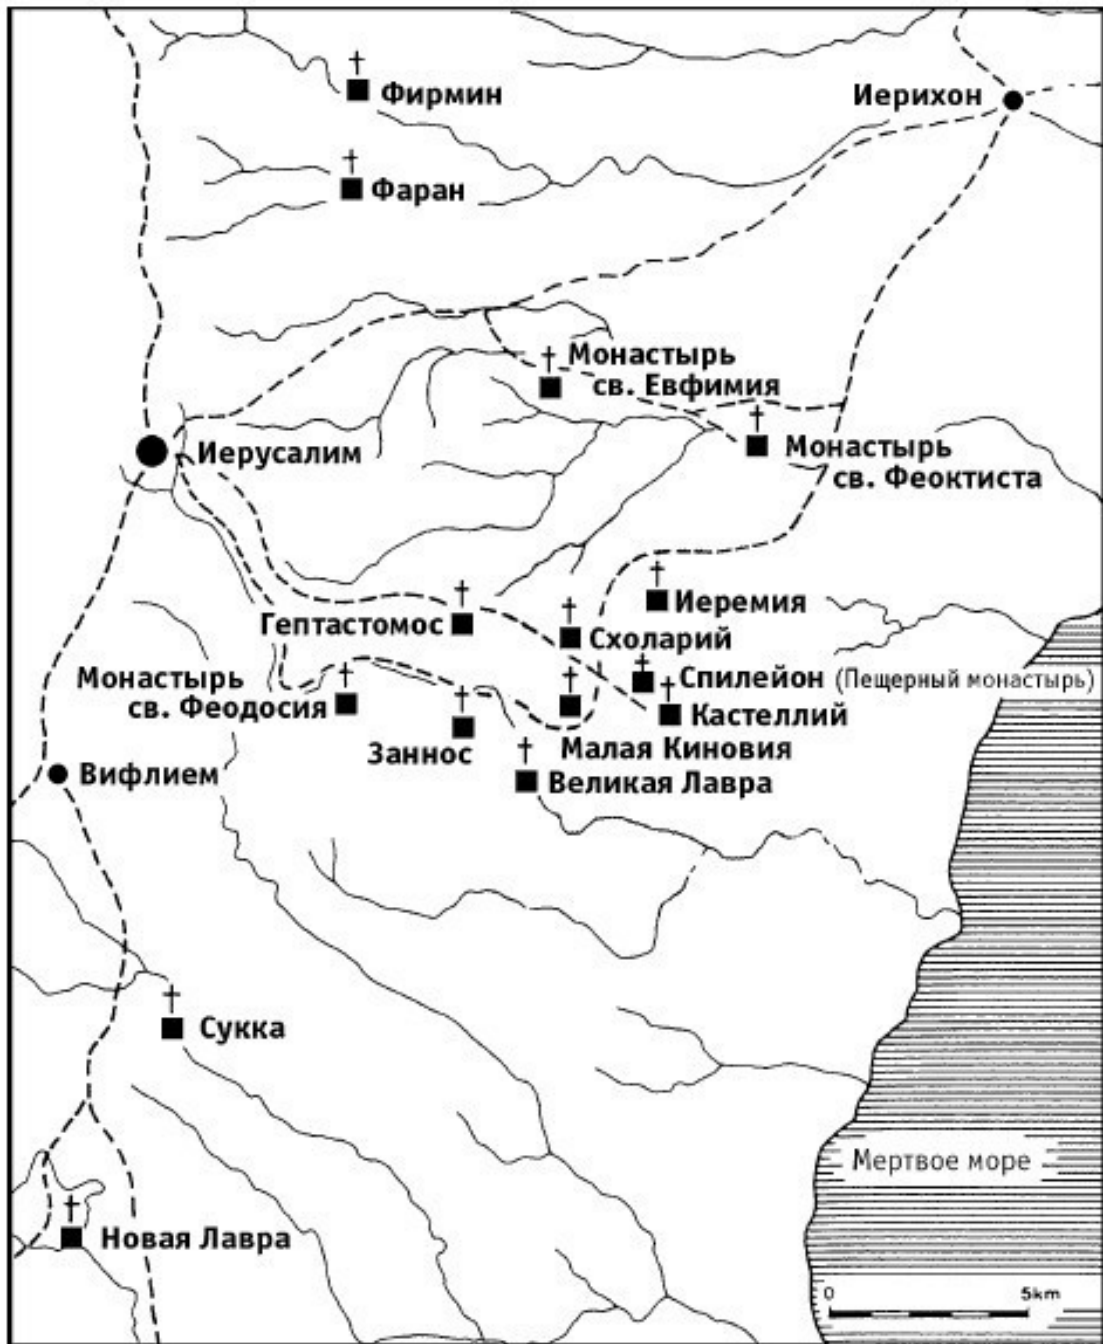 Фирмин
Иерихон
Фаран
Монастырь
св. Евфимия
Иерусалим
Монастырь
св. Феоктиста
Иеремия
Гептастомос
Схоларий
Монастырь
св. Феодосия
Спилейон (Пещерный монастырь)
Кастеллий
Заннос
Малая Киновия
Вифлием
Великая Лавра
Сукка
Мертвое море
Новая Лавра
0 5km